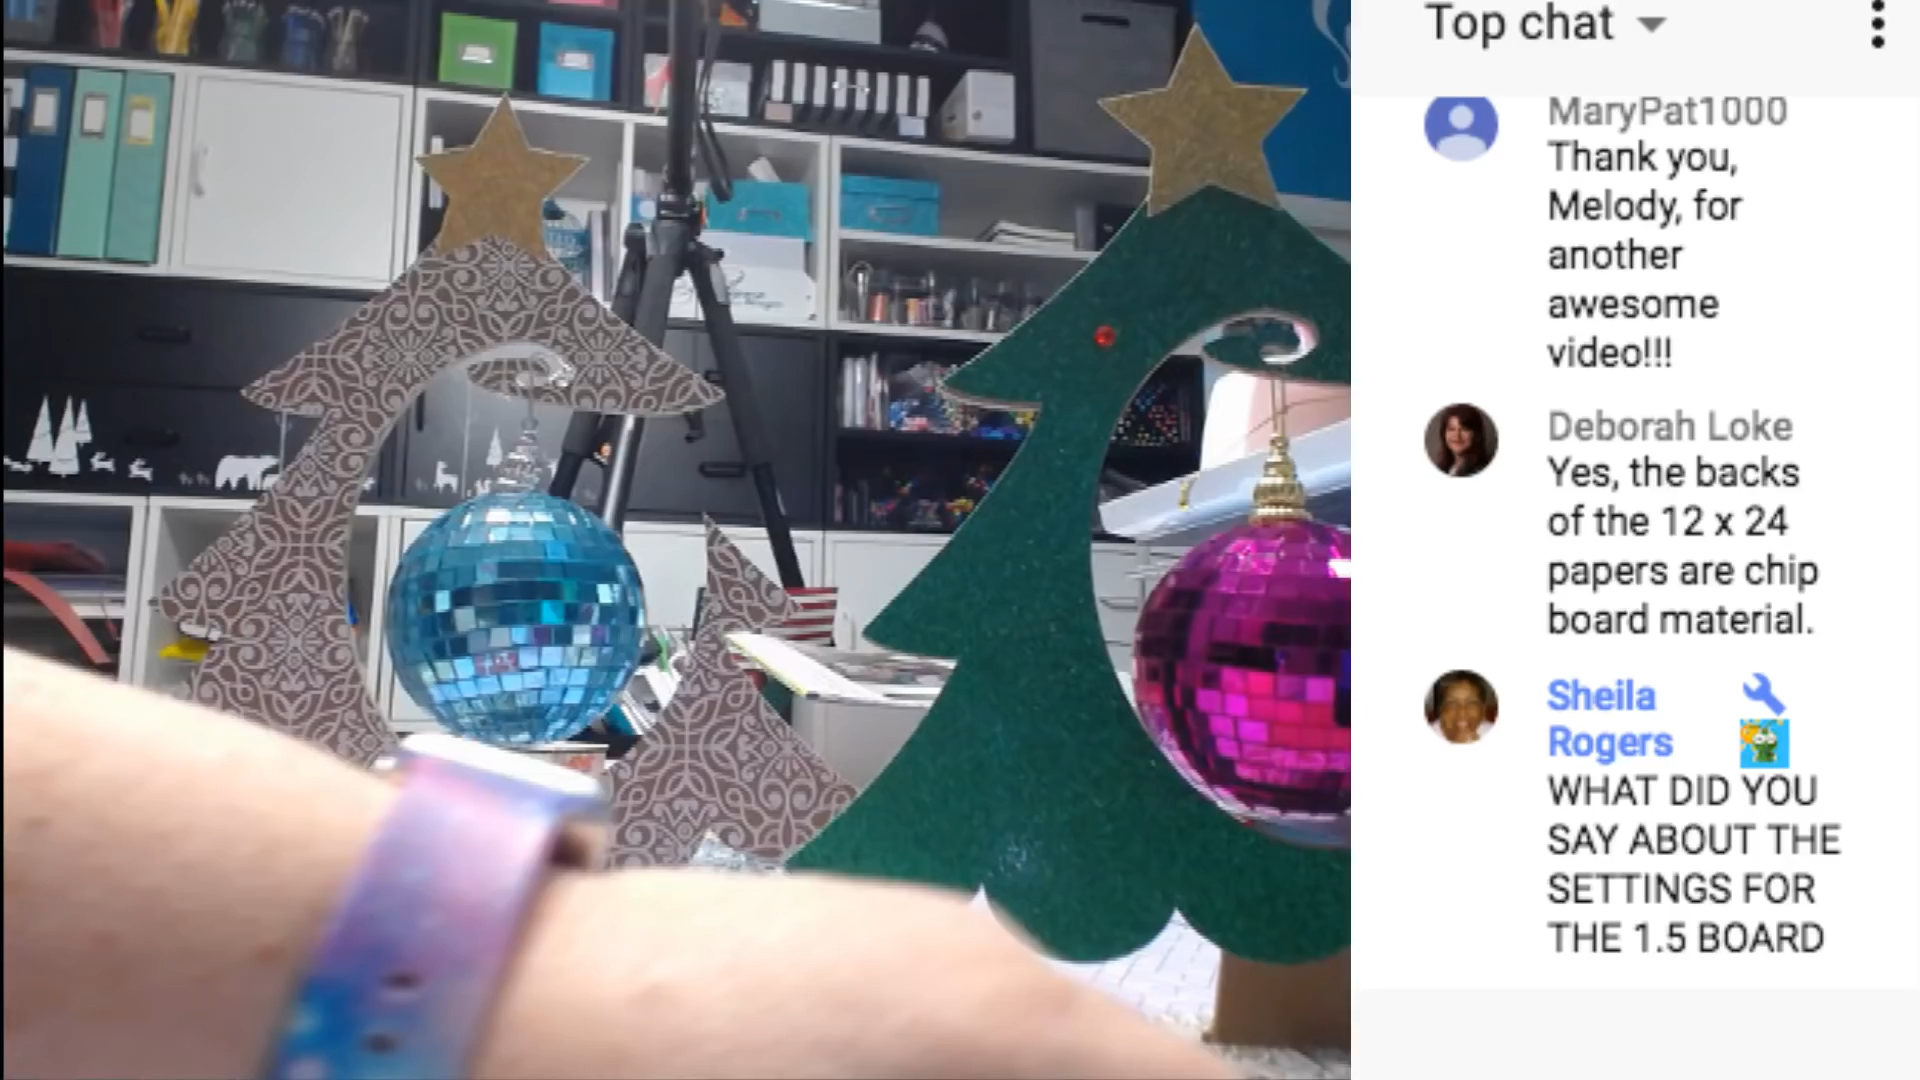 Top chat
MaryPat1000
Thank you,
Melody, for
another
awesome
video!!!
Deborah Loke
Yes, the backs
of the 12 x 24
papers are chip
board material.
Sheila
Rogers
WHAT DID YOU
SAY ABOUT THE
SETTINGS FOR
THE 1.5 BOARD